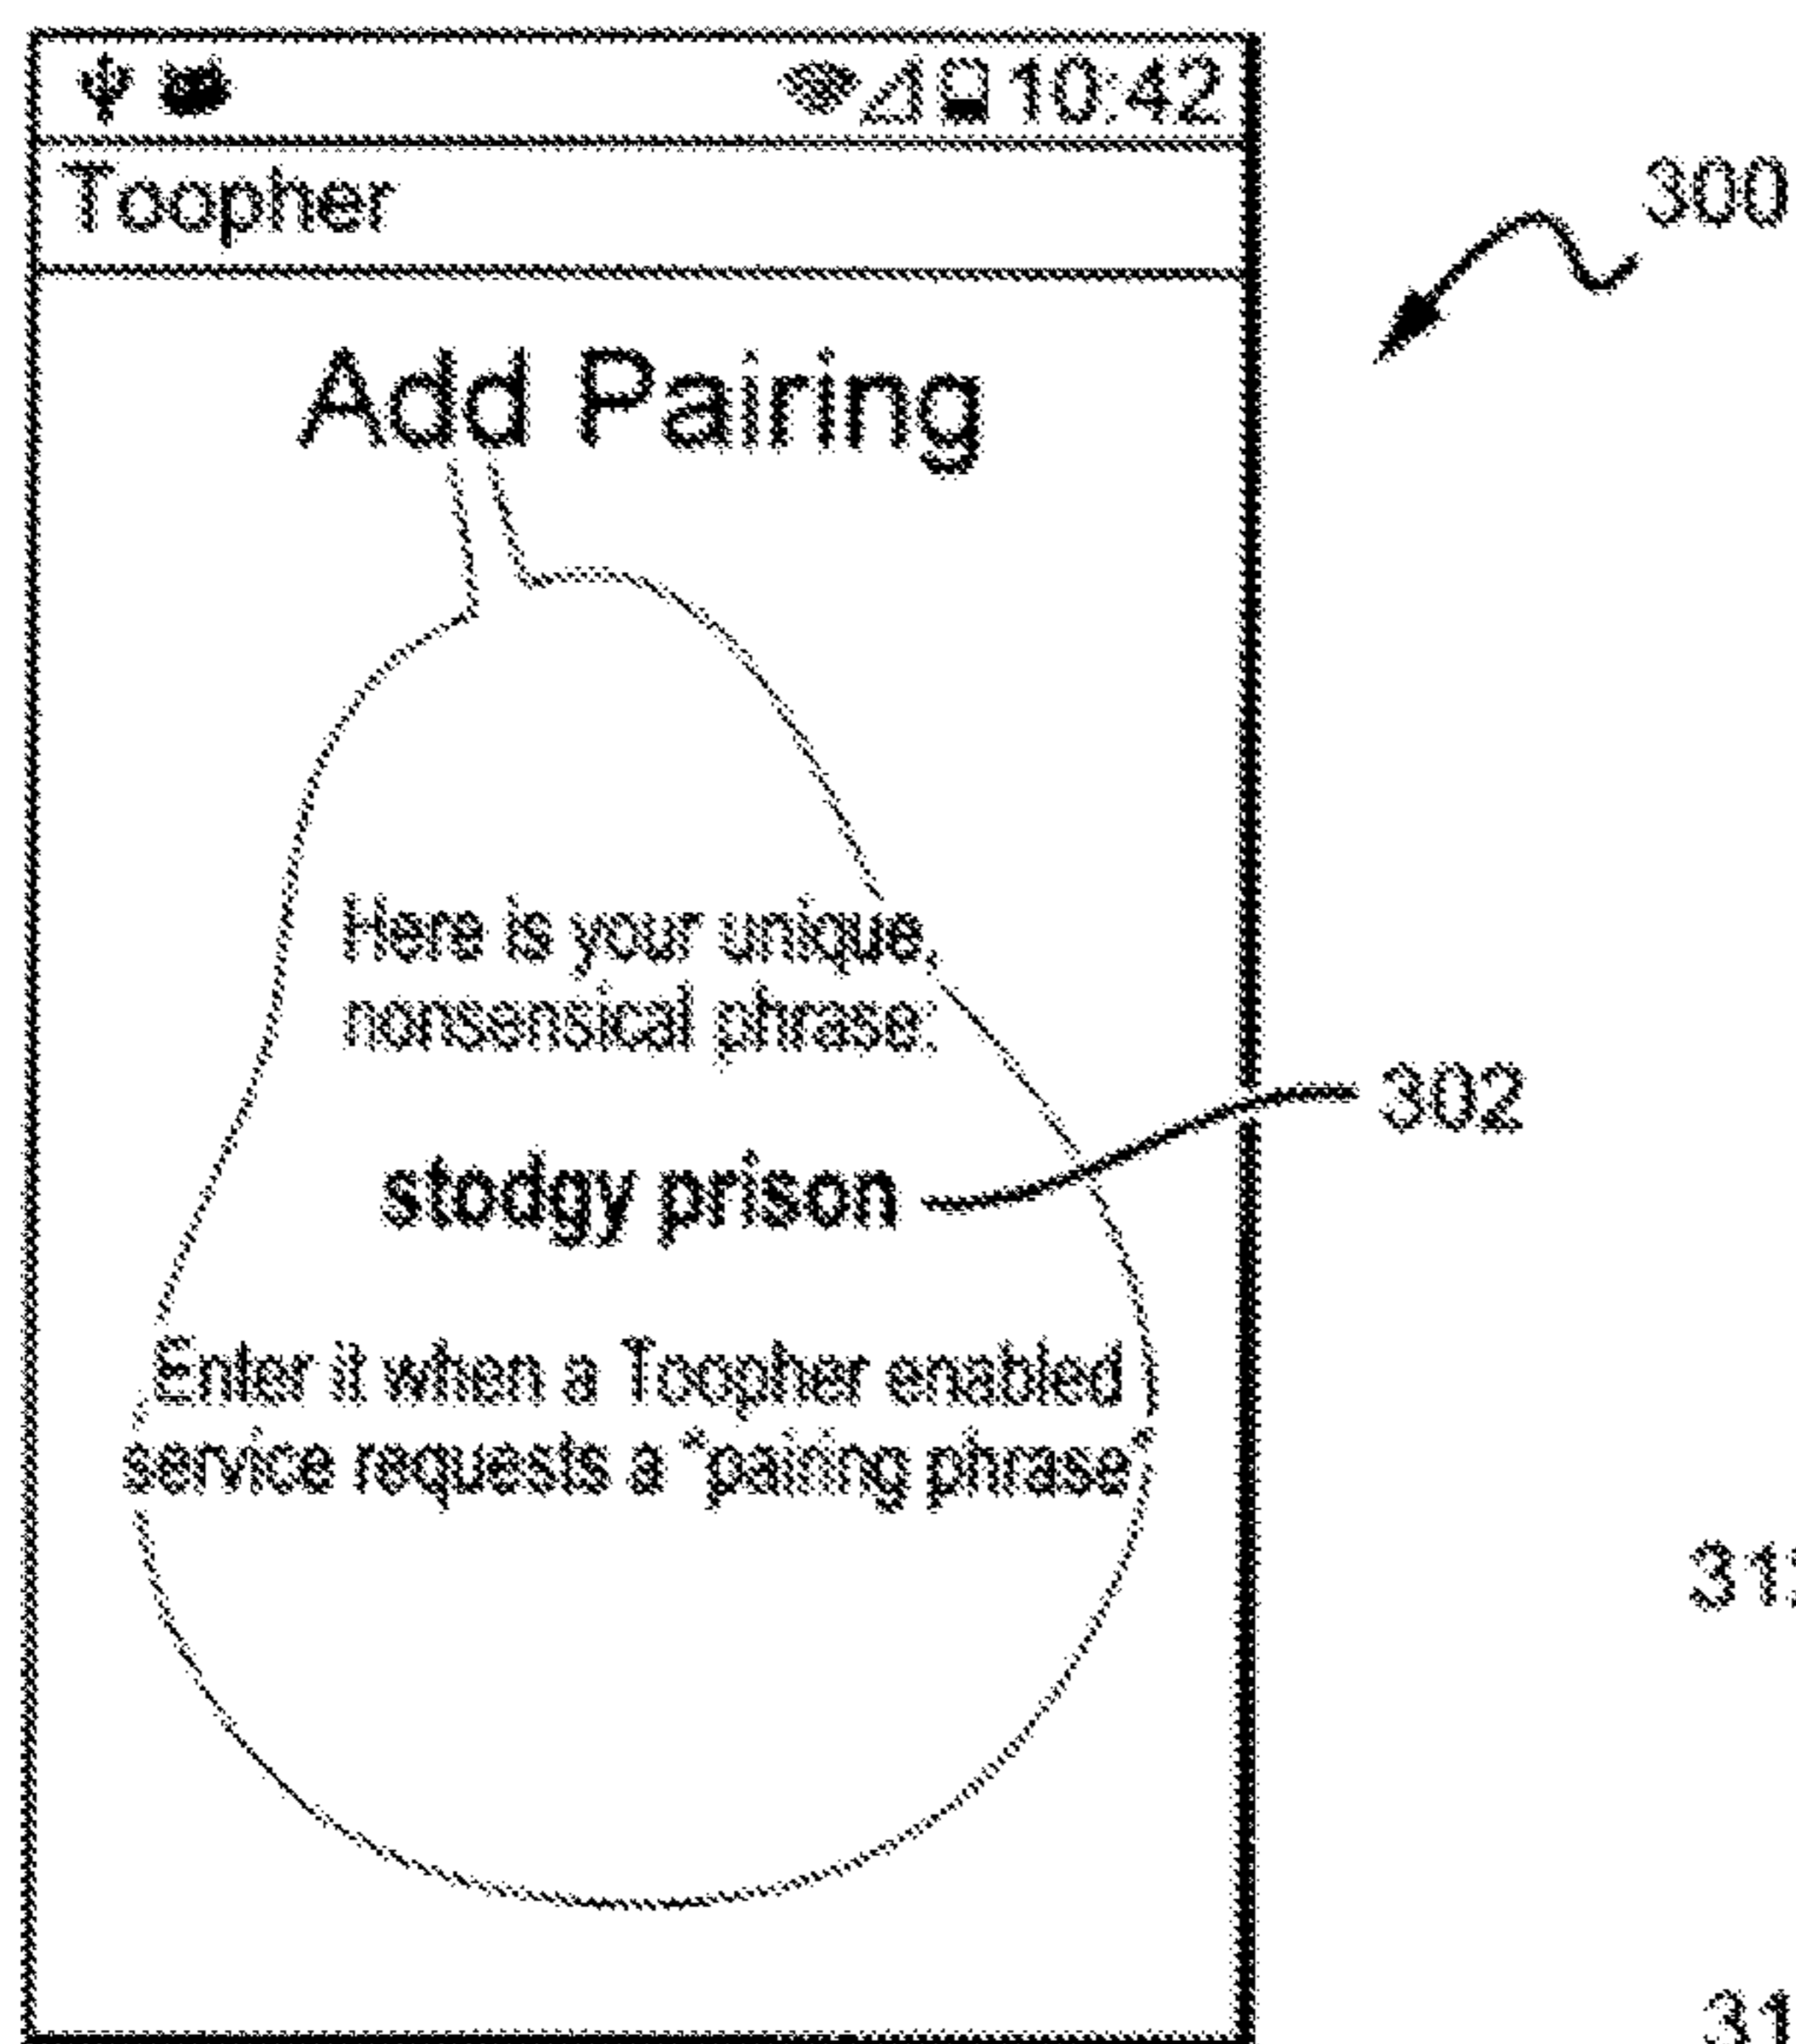 10:42
Toopher
300
Add Pairing
Here is your unique,
nonsensical phrase:
302
stodgy prison
Enter it when a Toopher enabled
service requests a "pairing phrase"